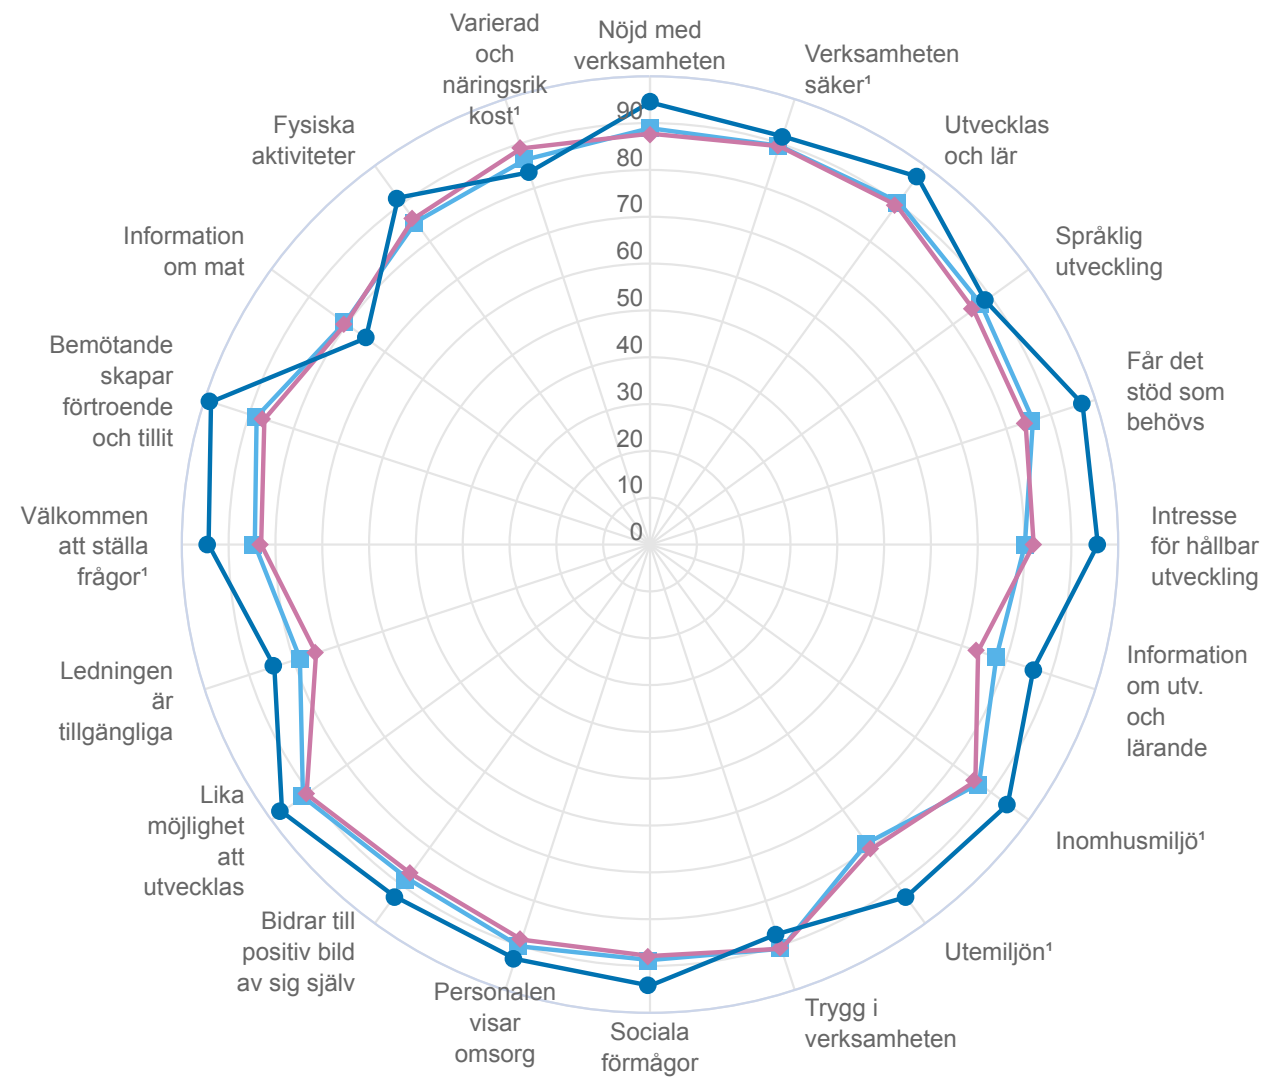 Nöjd med
verksamheten
Verksamheten
säker¹
Utvecklas
och lär
Språklig
utveckling
Får det
stöd som
behövs
Intresse
för hållbar
utveckling
Information
om utv.
och
lärande
Inomhusmiljö¹
Utemiljön¹
Trygg i
verksamheten
Sociala
förmågor
Personalen
visar
omsorg
Bidrar till
positiv bild
av sig själv
Lika
möjlighet
att
utvecklas
Ledningen
är
tillgängliga
Välkommen
att ställa
frågor¹
Bemötande
skapar
förtroende
och tillit
Information
om mat
Fysiska
aktiviteter
Varierad
och
näringsrik
kost¹
90
80
70
60
50
40
30
20
10
0